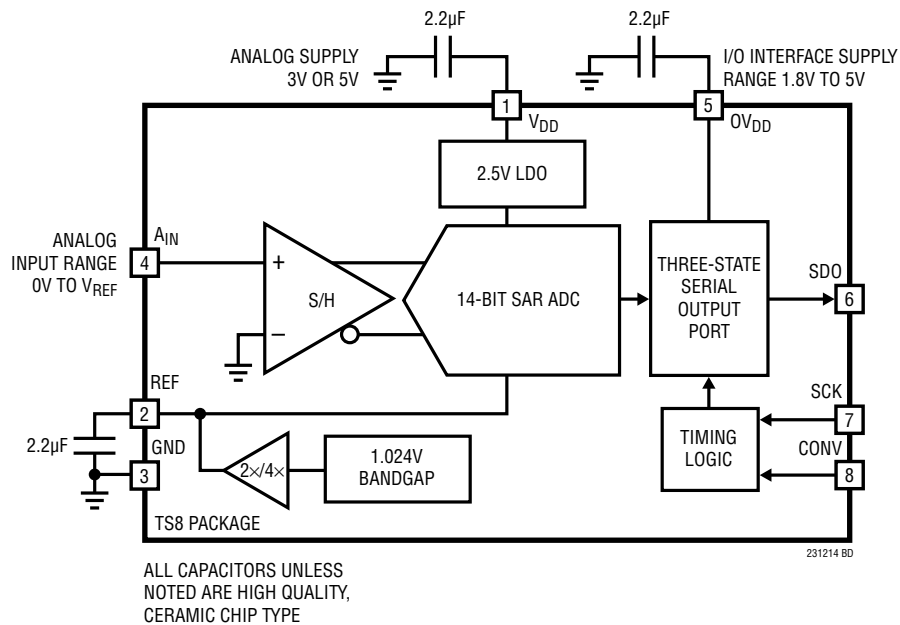 2.2µF
2.2µF
ANALOG SUPPLY
3V OR 5V
I/O INTERFACE SUPPLY
RANGE 1.8V TO 5V
1
VDD
5
OVDD
2.5V LDO
ANALOG
INPUT RANGE
0V TO VREF
AIN
4
+
S/H
−
14-BIT SAR ADC
THREE-STATE
SERIAL
OUTPUT
PORT
SDO
6
REF
2
2.2µF
GND
3
2×/4×
1.024V
BANDGAP
TIMING
LOGIC
SCK
7
CONV
8
TS8 PACKAGE
231214 BD
ALL CAPACITORS UNLESS
NOTED ARE HIGH QUALITY,
CERAMIC CHIP TYPE